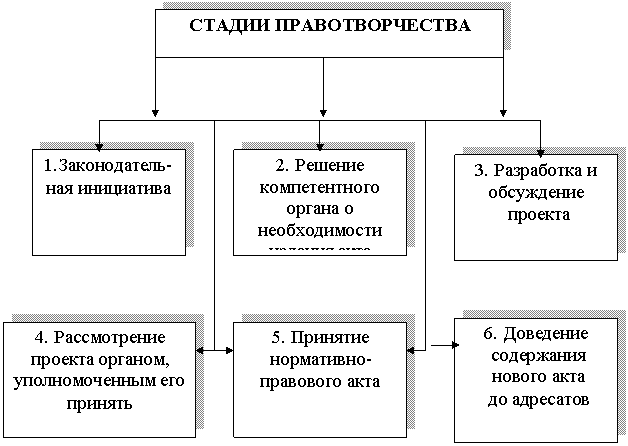 СТАДИИ ПРАВОТВОРЧЕСТВА
1.Законодатель-
ная инициатива
2. Решение
компетентного
органа о
необходимости
3. Разработка и
обсуждение
проекта
4. Рассмотрение
проекта органом,
уполномоченным его
принять
5. Принятие
нормативно-
правового акта
6. Доведение
содержания
нового акта
до адресатов